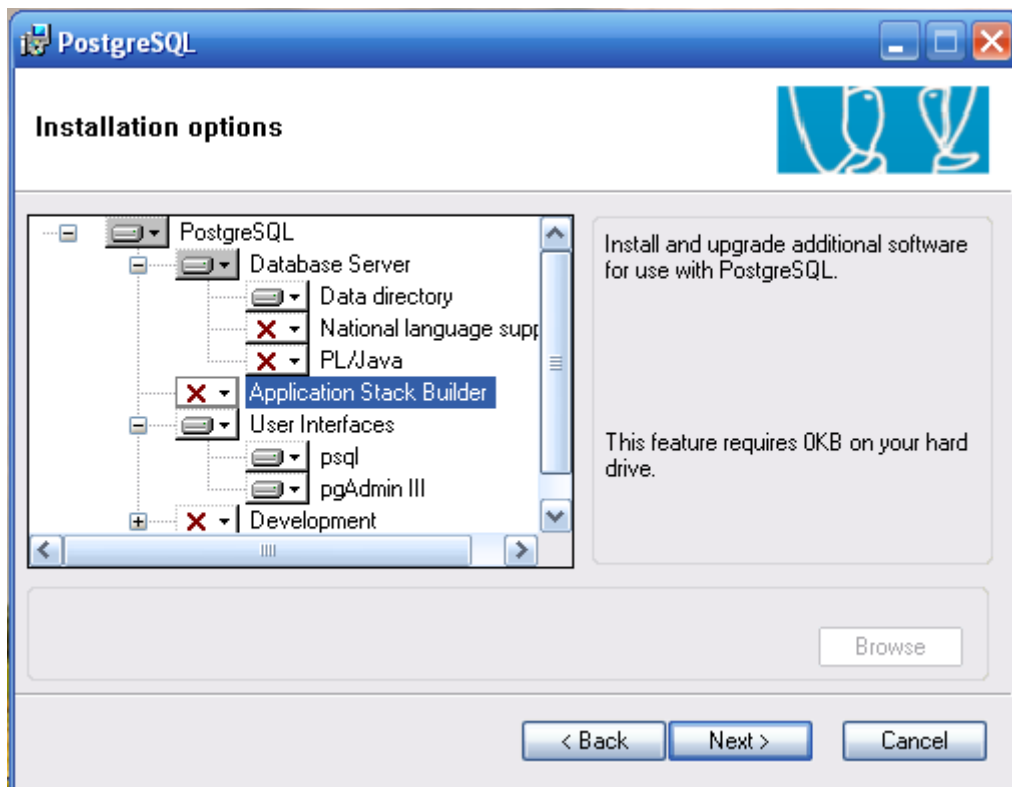 PostgreSQL
Installation options
PostgreSQL
Database Server
Data directory
National language supp
PL/Java
Application Stack Builder
User Interfaces
psql
pgAdmin III
Development
Install and upgrade additional software
for use with PostgreSQL.
This feature requires 0KB on your hard
drive.
Browse
< Back
Next >
Cancel